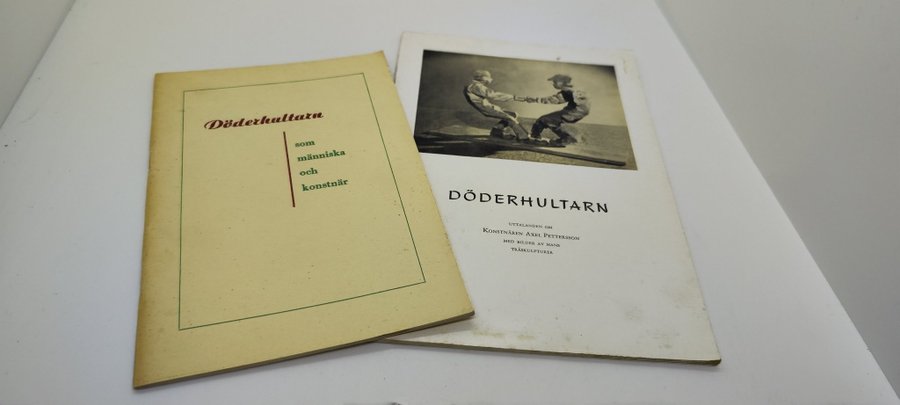 Döderhultarn
som
människa
och
konstnär
DÖDERHULTARN
UTTALANDEN OM
KONSTNÄREN AXEL PETTERSSON
MED BILDER AV HANS
TRÄSKULPTURER